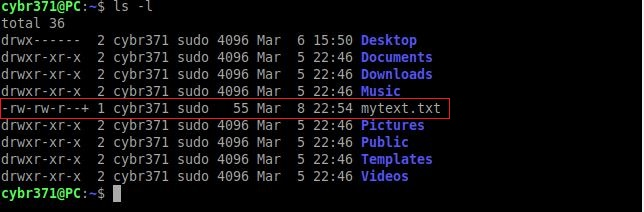 cybr371@PC:~$ ls -l
total 36
drwx------  2 cybr371 sudo 4096 Mar  6 15:50 Desktop
drwxr-xr-x  2 cybr371 sudo 4096 Mar  5 22:46 Documents
drwxr-xr-x  2 cybr371 sudo 4096 Mar  5 22:46 Downloads
drwxr-xr-x  2 cybr371 sudo 4096 Mar  5 22:46 Music
-rw-rw-r--+ 1 cybr371 sudo   55 Mar  8 22:54 mytext.txt
drwxr-xr-x  2 cybr371 sudo 4096 Mar  5 22:46 Pictures
drwxr-xr-x  2 cybr371 sudo 4096 Mar  5 22:46 Public
drwxr-xr-x  2 cybr371 sudo 4096 Mar  5 22:46 Templates
drwxr-xr-x  2 cybr371 sudo 4096 Mar  5 22:46 Videos
cybr371@PC:~$